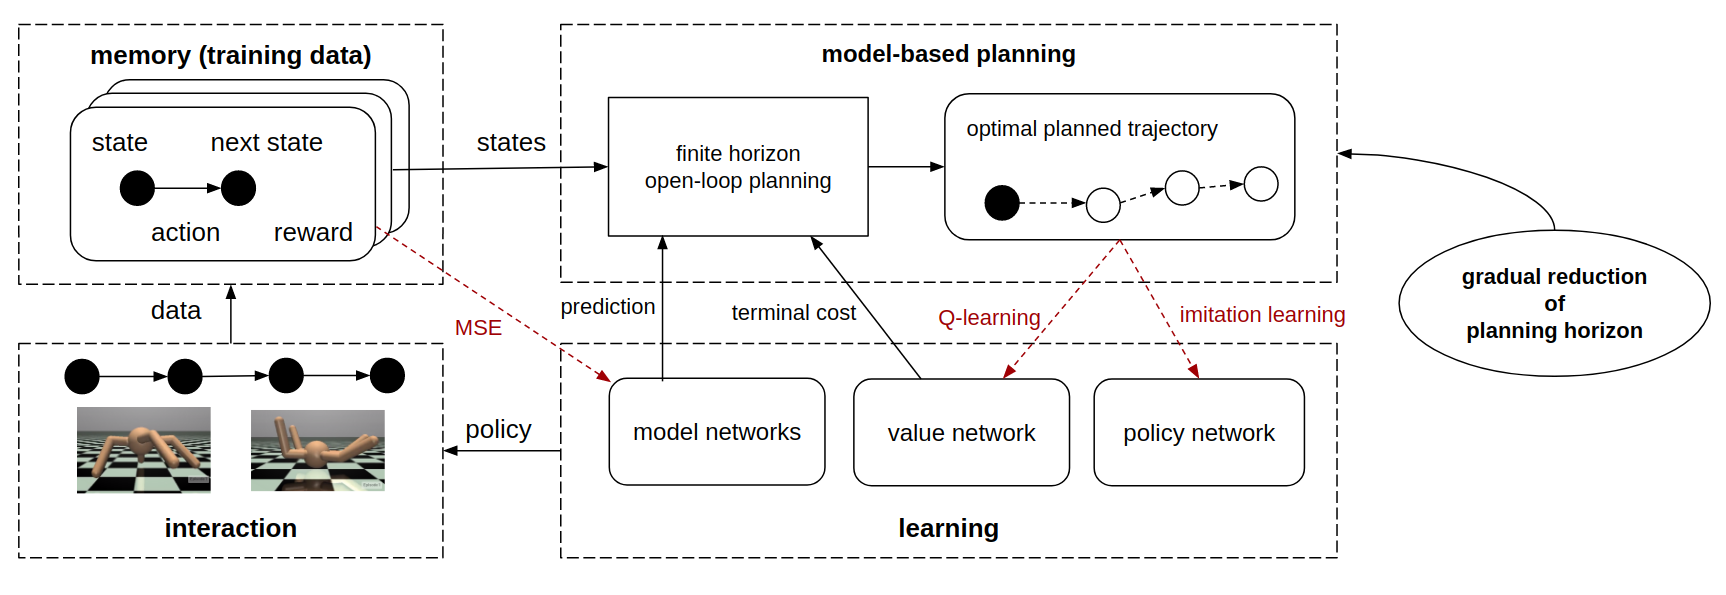 memory (training data)
state
next state
action
reward
states
model-based planning
finite horizon
open-loop planning
optimal planned trajectory
gradual reduction
of
planning horizon
data
MSE
prediction
terminal cost
Q-learning
imitation learning
policy
model networks
value network
policy network
interaction
learning